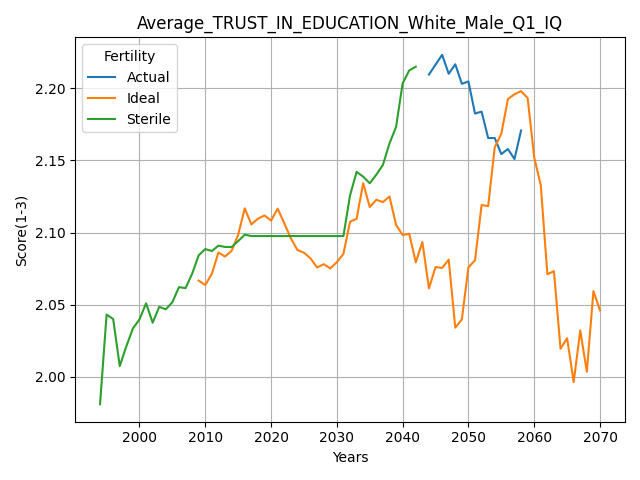 Average_TRUST_IN_EDUCATION_White_Male_Q1_IQ
Fertility
Actual
Ideal
Sterile
Score(1-3)
2.20
2.15
2.10
2.05
2.00
2000 2010 2020 2030 2040 2050 2060 2070
Years